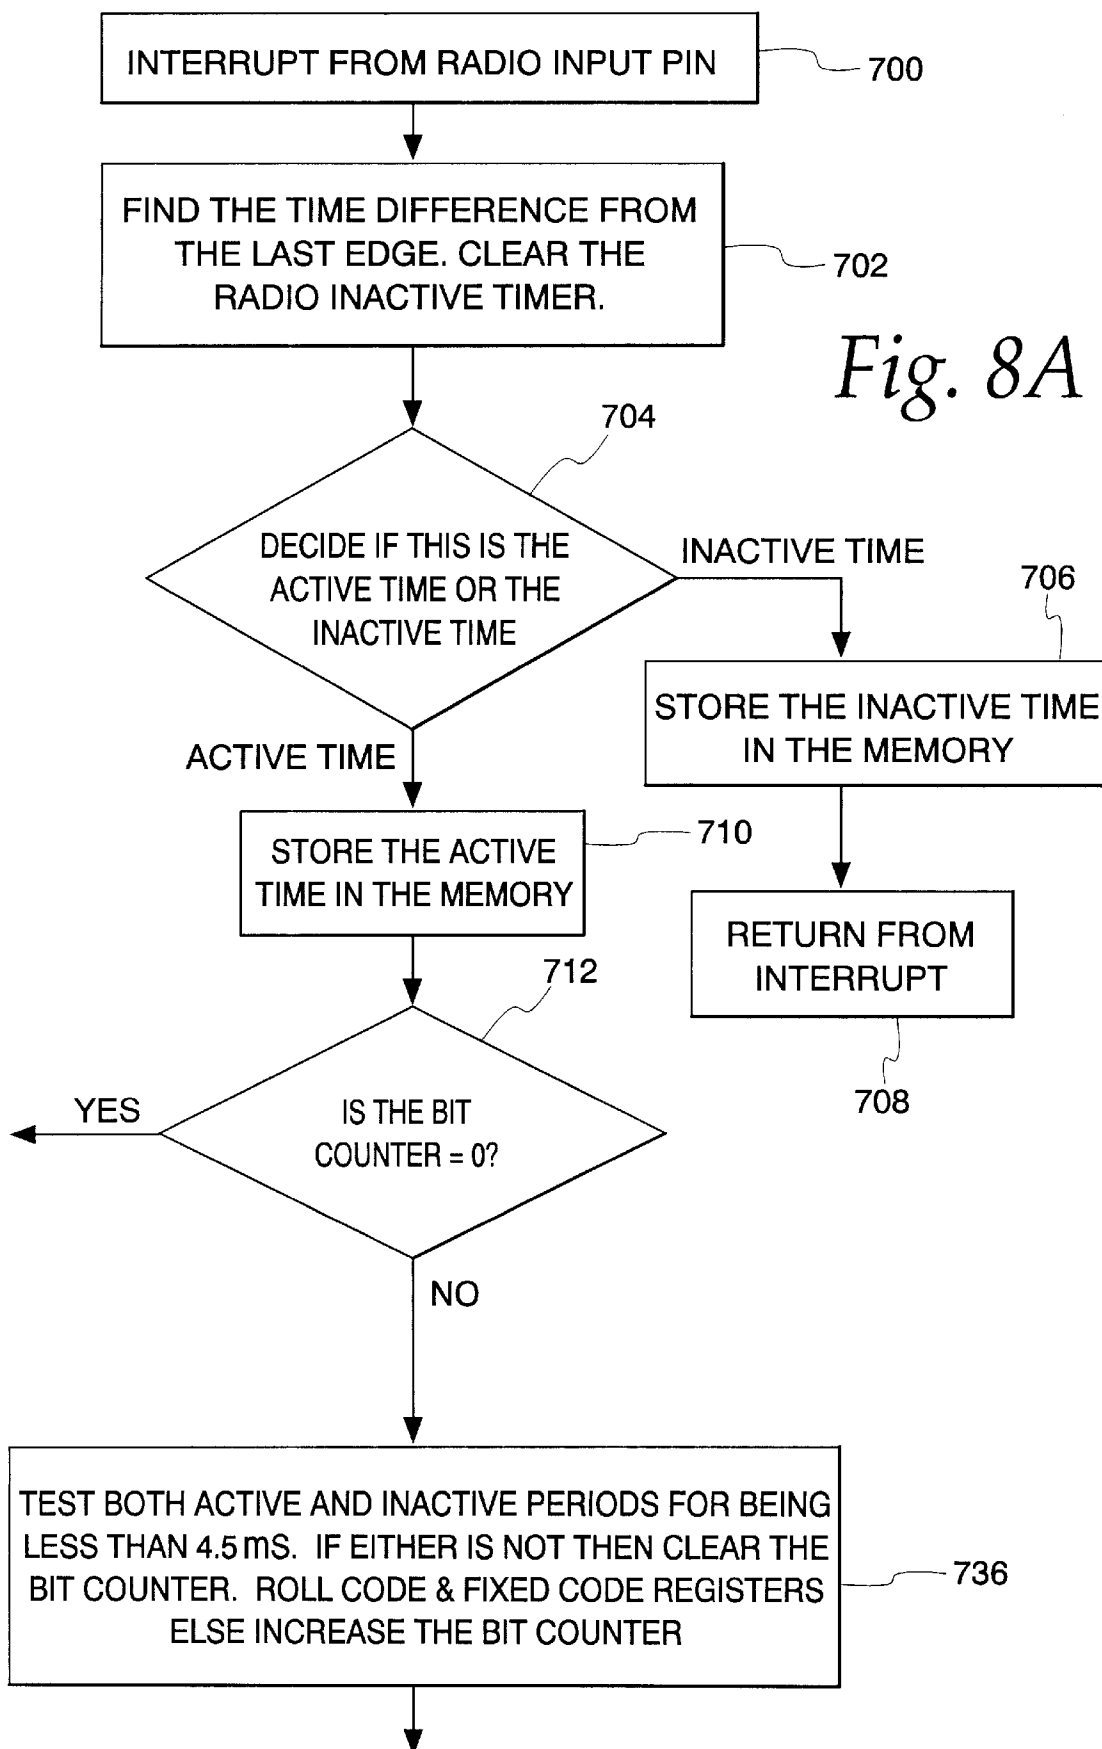 INTERRUPT FROM RADIO INPUT PIN
700
FIND THE TIME DIFFERENCE FROM
THE LAST EDGE. CLEAR THE
RADIO INACTIVE TIMER.
702
Fig. 8A
704
DECIDE IF THIS IS THE
ACTIVE TIME OR THE
INACTIVE TIME
INACTIVE TIME
706
STORE THE INACTIVE TIME
IN THE MEMORY
ACTIVE TIME
710
STORE THE ACTIVE
TIME IN THE MEMORY
RETURN FROM
INTERRUPT
708
712
YES
IS THE BIT
COUNTER = 0?
NO
TEST BOTH ACTIVE AND INACTIVE PERIODS FOR BEING
LESS THAN 4.5 mS. IF EITHER IS NOT THEN CLEAR THE
BIT COUNTER. ROLL CODE & FIXED CODE REGISTERS
ELSE INCREASE THE BIT COUNTER
736